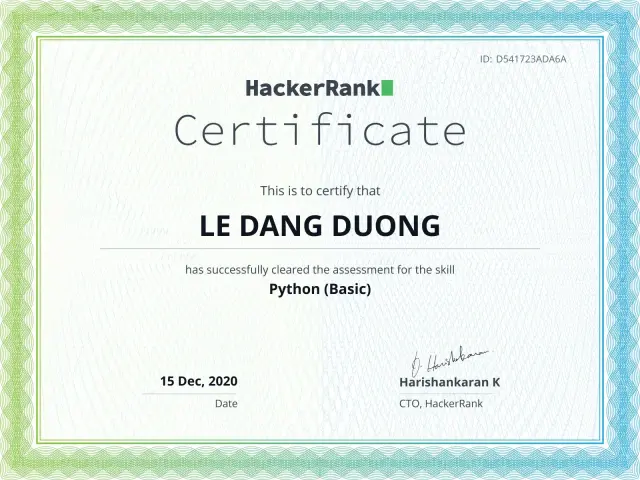 ID: D541723ADA6A
HackerRank
Certificate
This is to certify that
LE DANG DUONG
has successfully cleared the assessment for the skill
Python (Basic)
15 Dec, 2020
Date
Harishankaran K
CTO, HackerRank